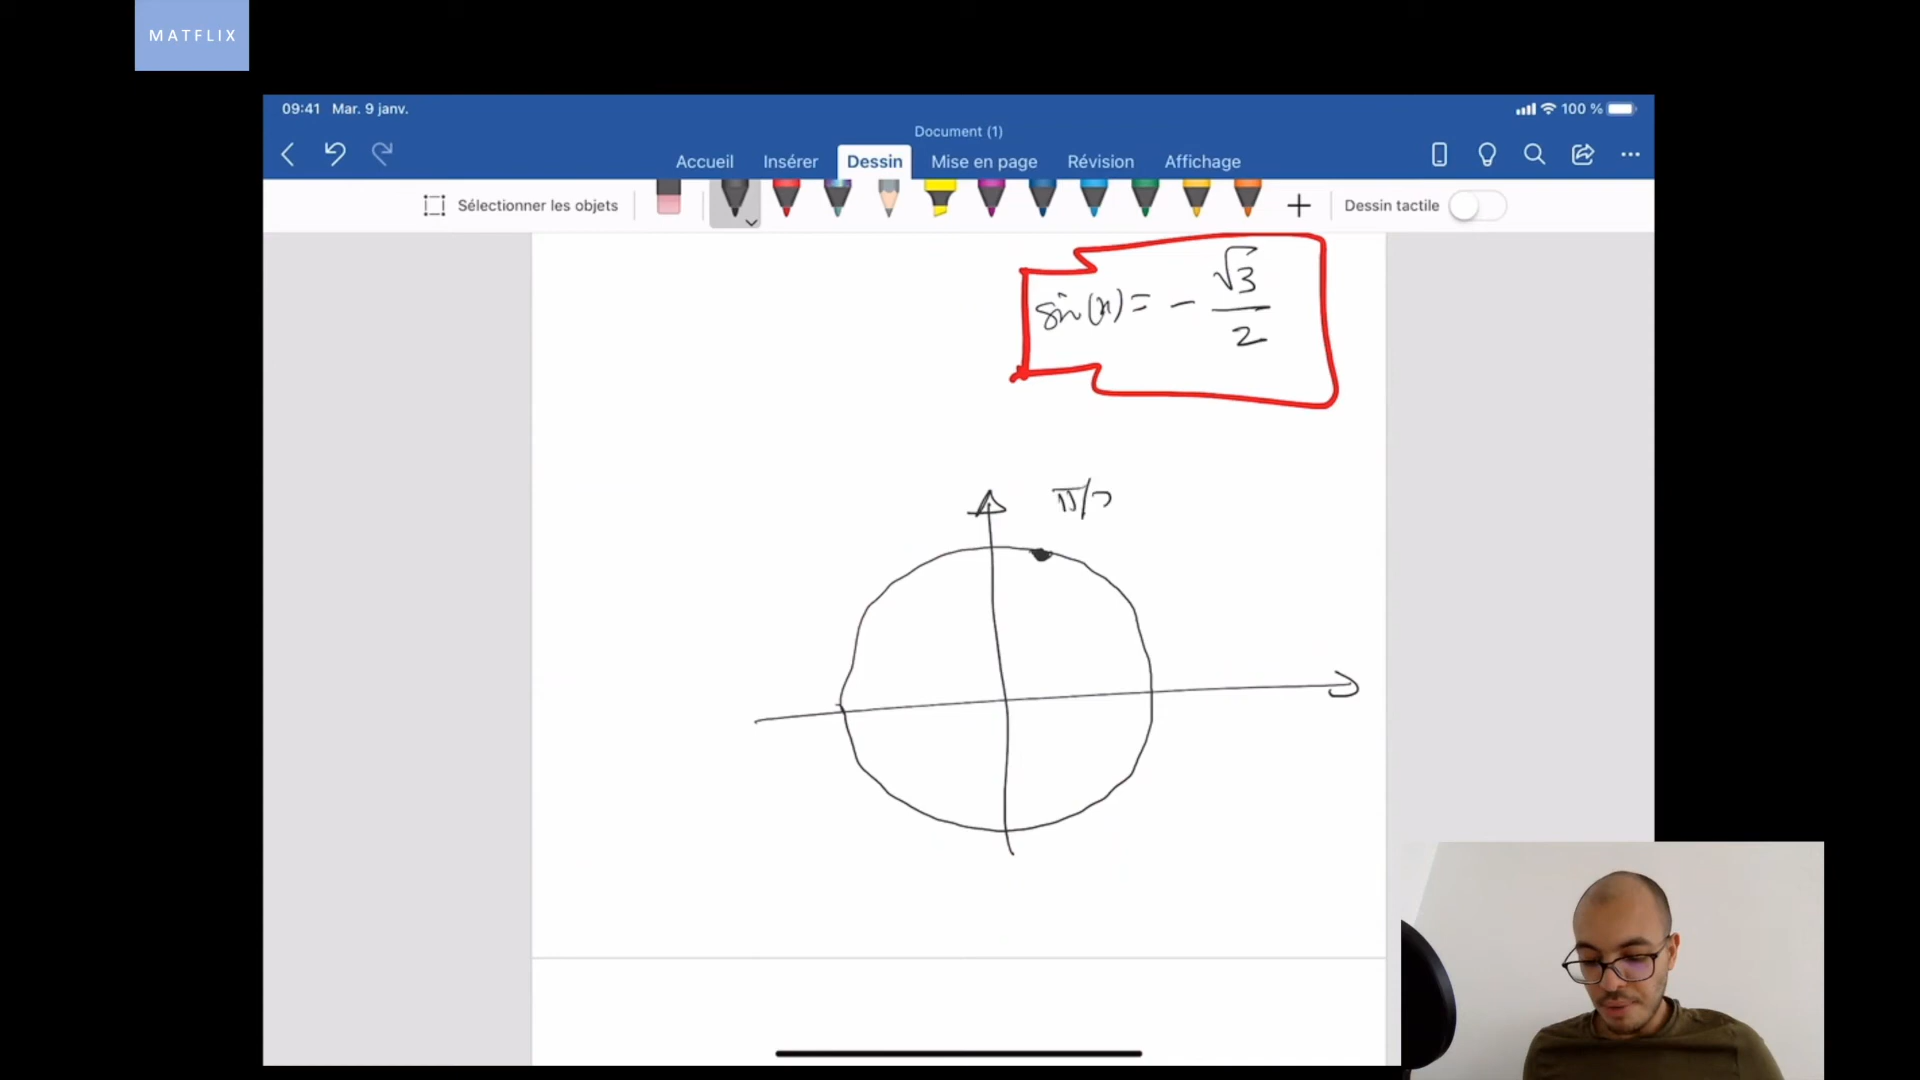 MATFLIX
09:41 Mar. 9 janv.
100 %
Document (1)
Accueil Insérer Dessin Mise en page Révision Affichage
Sélectionner les objets
Dessin tactile
sin(x) = - √3/2
π/